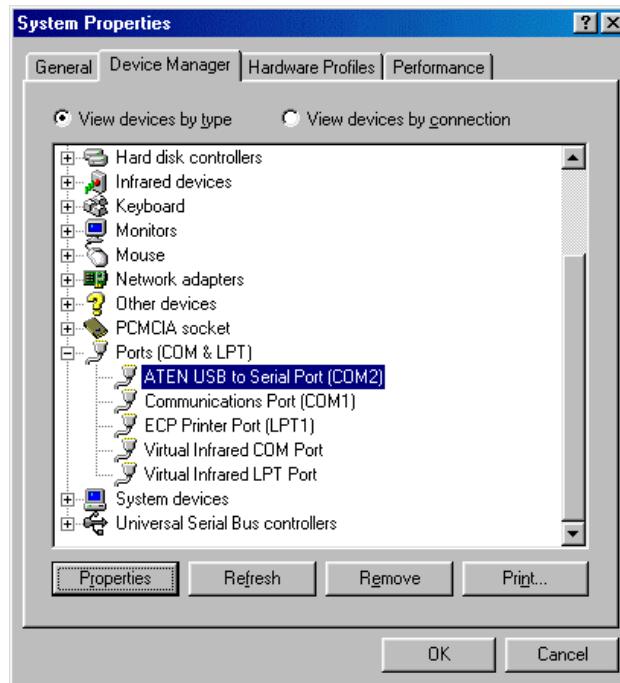 System Properties
General Device Manager Hardware Profiles Performance
View devices by type View devices by connection
Hard disk controllers
Infrared devices
Keyboard
Monitors
Mouse
Network adapters
Other devices
PCMCIA socket
Ports (COM & LPT)
ATEN USB to Serial Port (COM2)
Communications Port (COM1)
ECP Printer Port (LPT1)
Virtual Infrared COM Port
Virtual Infrared LPT Port
System devices
Universal Serial Bus controllers
Properties Refresh Remove Print...
OK Cancel